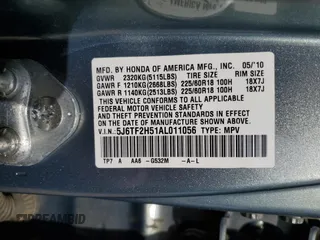 MFD. BY HONDA OF AMERICA MFG., INC. 05/'10
GVWR 2320KG(5115LBS) TIRE SIZE RIM SIZE
GAWR F 1210KG(2668LBS) 225/60R18 100H 18X7J
GAWR R 1140KG(2513LBS) 225/60R18 100H 18X7J
THIS VEHICLE CONFORMS TO ALL APPLICABLE
FEDERAL MOTOR VEHICLE SAFETY
AND THEFT PREVENTION STANDARDS IN
EFFECT ON THE DATE OF MANUFACTURE
SHOWN ABOVE.
V.I.N. 5J6TF2H51AL011056 TYPE: MPV
TP7 A AA6 -GS32M -A-L
DREAMBID